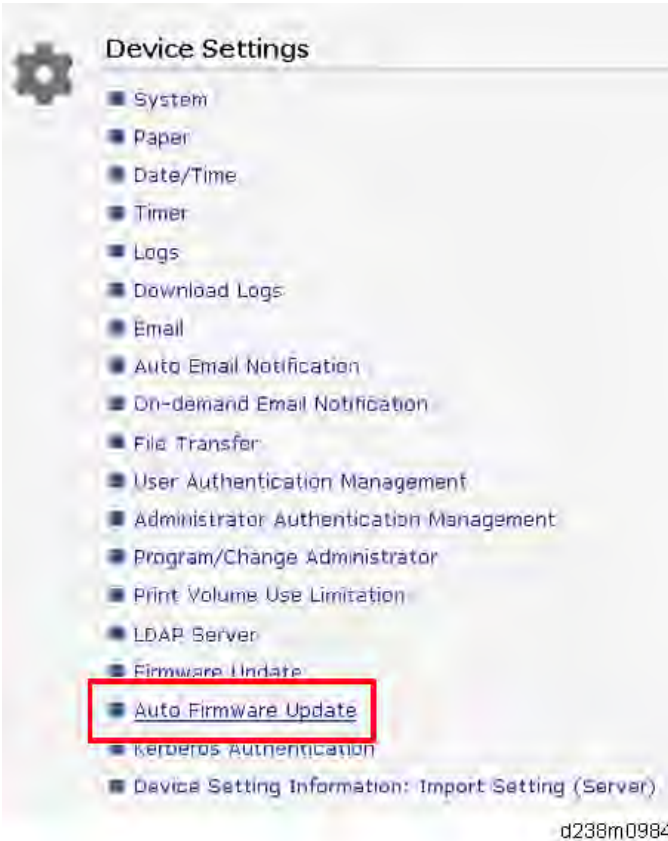 Device Settings
System
Paper
Date/Time
Timer
Logs
Download Logs
Email
Auto Email Notification
On-demand Email Notification
File Transfer
User Authentication Management
Administrator Authentication Management
Program/Change Administrator
Print Volume Use Limitation
LDAP Server
Firmware Update
Auto Firmware Update
Kerberos Authentication
Device Setting Information: Import Setting (Server)
d238m0984